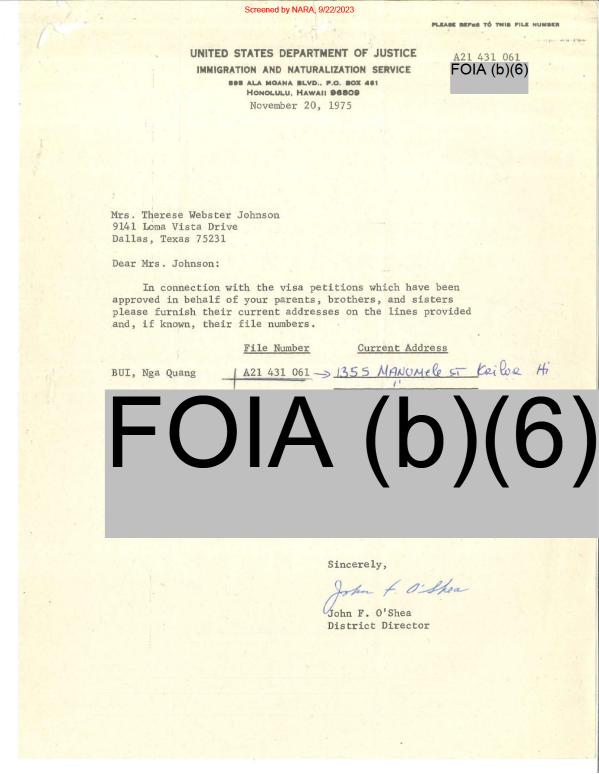 Screened by NARA, 9/22/2023
PLEASE REFER TO THIS FILE NUMBER
UNITED STATES DEPARTMENT OF JUSTICE
IMMIGRATION AND NATURALIZATION SERVICE
595 ALA MOANA BLVD., P.O. BOX 461
HONOLULU, HAWAII 96809
November 20, 1975
A21 431 061
FOIA (b)(6)
Mrs. Therese Webster Johnson
9141 Loma Vista Drive
Dallas, Texas 75231
Dear Mrs. Johnson:
In connection with the visa petitions which have been
approved in behalf of your parents, brothers, and sisters
please furnish their current addresses on the lines provided
and, if known, their file numbers.
File Number Current Address
BUI, Nga Quang A21 431 061 → 1355 MANUMELE ST Kailua Hi
"
FOIA (b)(6)
Sincerely,
John F. O'Shea
John F. O'Shea
District Director